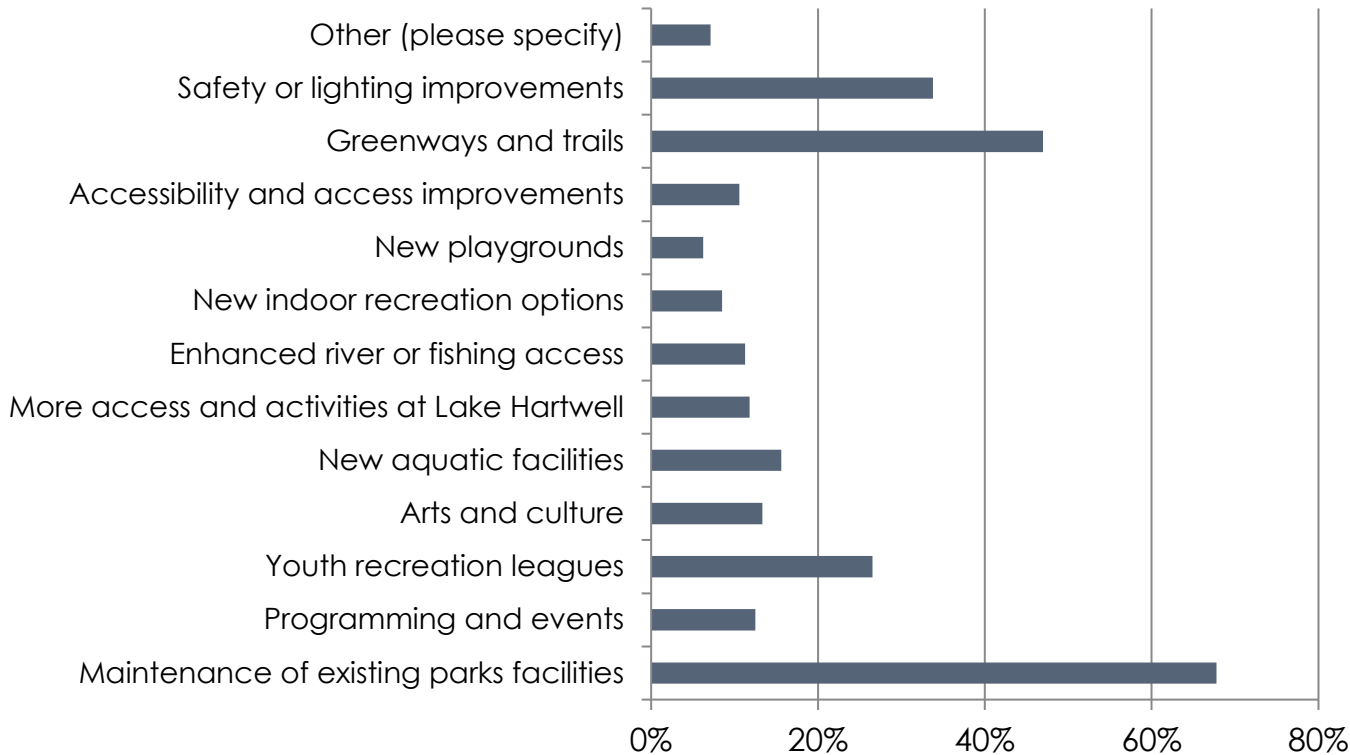 Other (please specify)
Safety or lighting improvements
Greenways and trails
Accessibility and access improvements
New playgrounds
New indoor recreation options
Enhanced river or fishing access
More access and activities at Lake Hartwell
New aquatic facilities
Arts and culture
Youth recreation leagues
Programming and events
Maintenance of existing parks facilities
0% 20% 40% 60% 80%